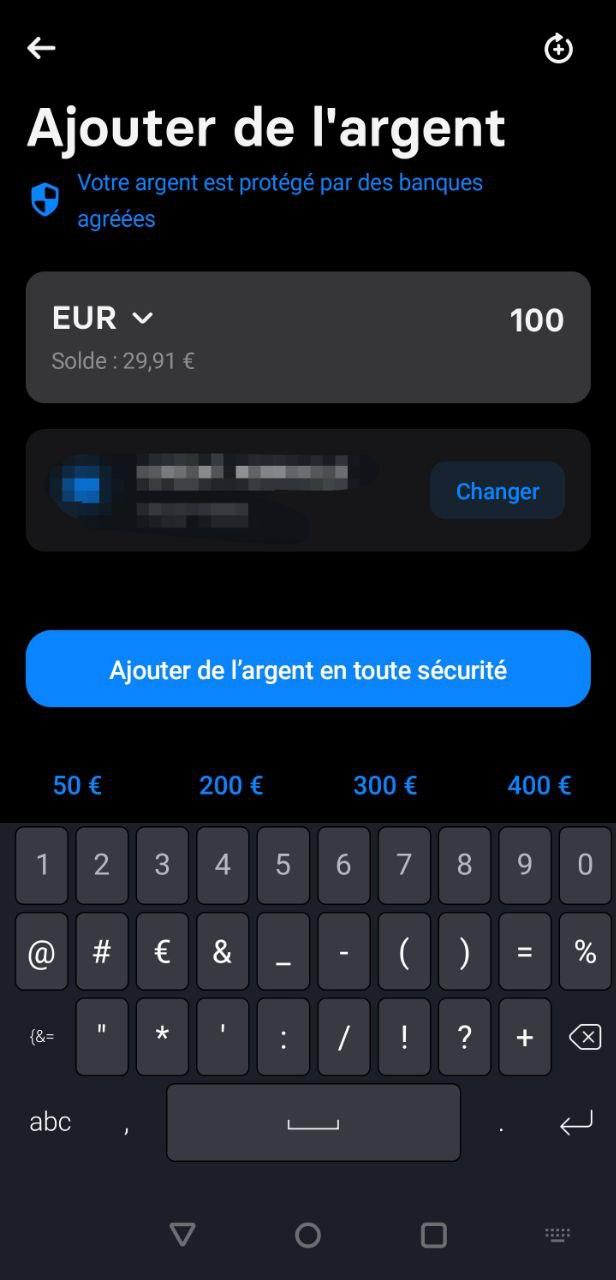 Ajouter de l'argent
Votre argent est protégé par des banques
agréées
EUR 100
Solde : 29,91 €
Changer
Ajouter de l’argent en toute sécurité
50 € 200 € 300 € 400 €
1 2 3 4 5 6 7 8 9 0
@ # € & _ - ( ) = %
{&= " * ' : / ! ? +
abc , .